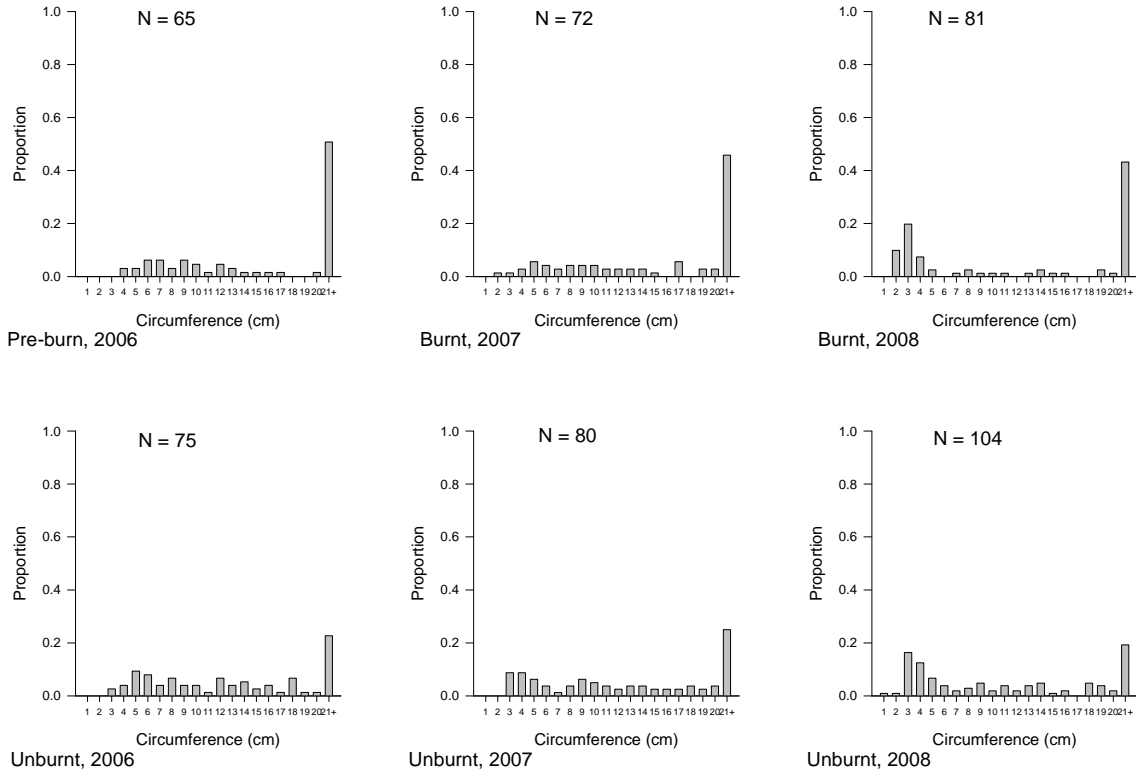 N = 65
1.0
0.8
0.6
0.4
0.2
0.0
Proportion
1 2 3 4 5 6 7 8 9 10 11 12 13 14 15 16 17 18 19 20 21+
Circumference (cm)
Pre-burn, 2006
N = 72
1.0
0.8
0.6
0.4
0.2
0.0
Proportion
1 2 3 4 5 6 7 8 9 10 11 12 13 14 15 16 17 18 19 20 21+
Circumference (cm)
Burnt, 2007
N = 81
1.0
0.8
0.6
0.4
0.2
0.0
Proportion
1 2 3 4 5 6 7 8 9 10 11 12 13 14 15 16 17 18 19 20 21+
Circumference (cm)
Burnt, 2008
N = 75
1.0
0.8
0.6
0.4
0.2
0.0
Proportion
1 2 3 4 5 6 7 8 9 10 11 12 13 14 15 16 17 18 19 20 21+
Circumference (cm)
Unburnt, 2006
N = 80
1.0
0.8
0.6
0.4
0.2
0.0
Proportion
1 2 3 4 5 6 7 8 9 10 11 12 13 14 15 16 17 18 19 20 21+
Circumference (cm)
Unburnt, 2007
N = 104
1.0
0.8
0.6
0.4
0.2
0.0
Proportion
1 2 3 4 5 6 7 8 9 10 11 12 13 14 15 16 17 18 19 20 21+
Circumference (cm)
Unburnt, 2008